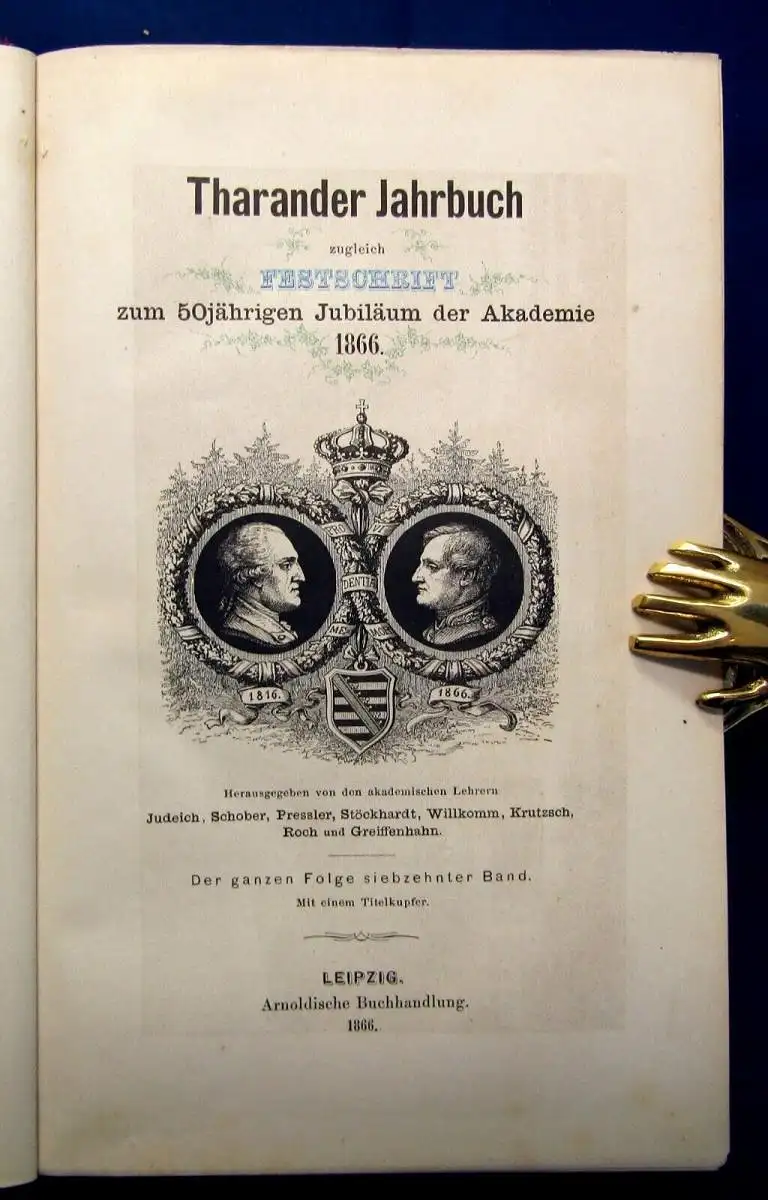 Tharander Jahrbuch
zugleich
FESTSCHRIFT
zum 50jährigen Jubiläum der Akademie
1866.
DENTIÆ
ME
1816.
1866.
Herausgegeben von den akademischen Lehrern
Judeich, Schober, Pressler, Stöckhardt, Willkomm, Krutzsch,
Roch und Greiffenhahn.
Der ganzen Folge siebzehnter Band.
Mit einem Titelkupfer.
LEIPZIG.
Arnoldische Buchhandlung.
1866.